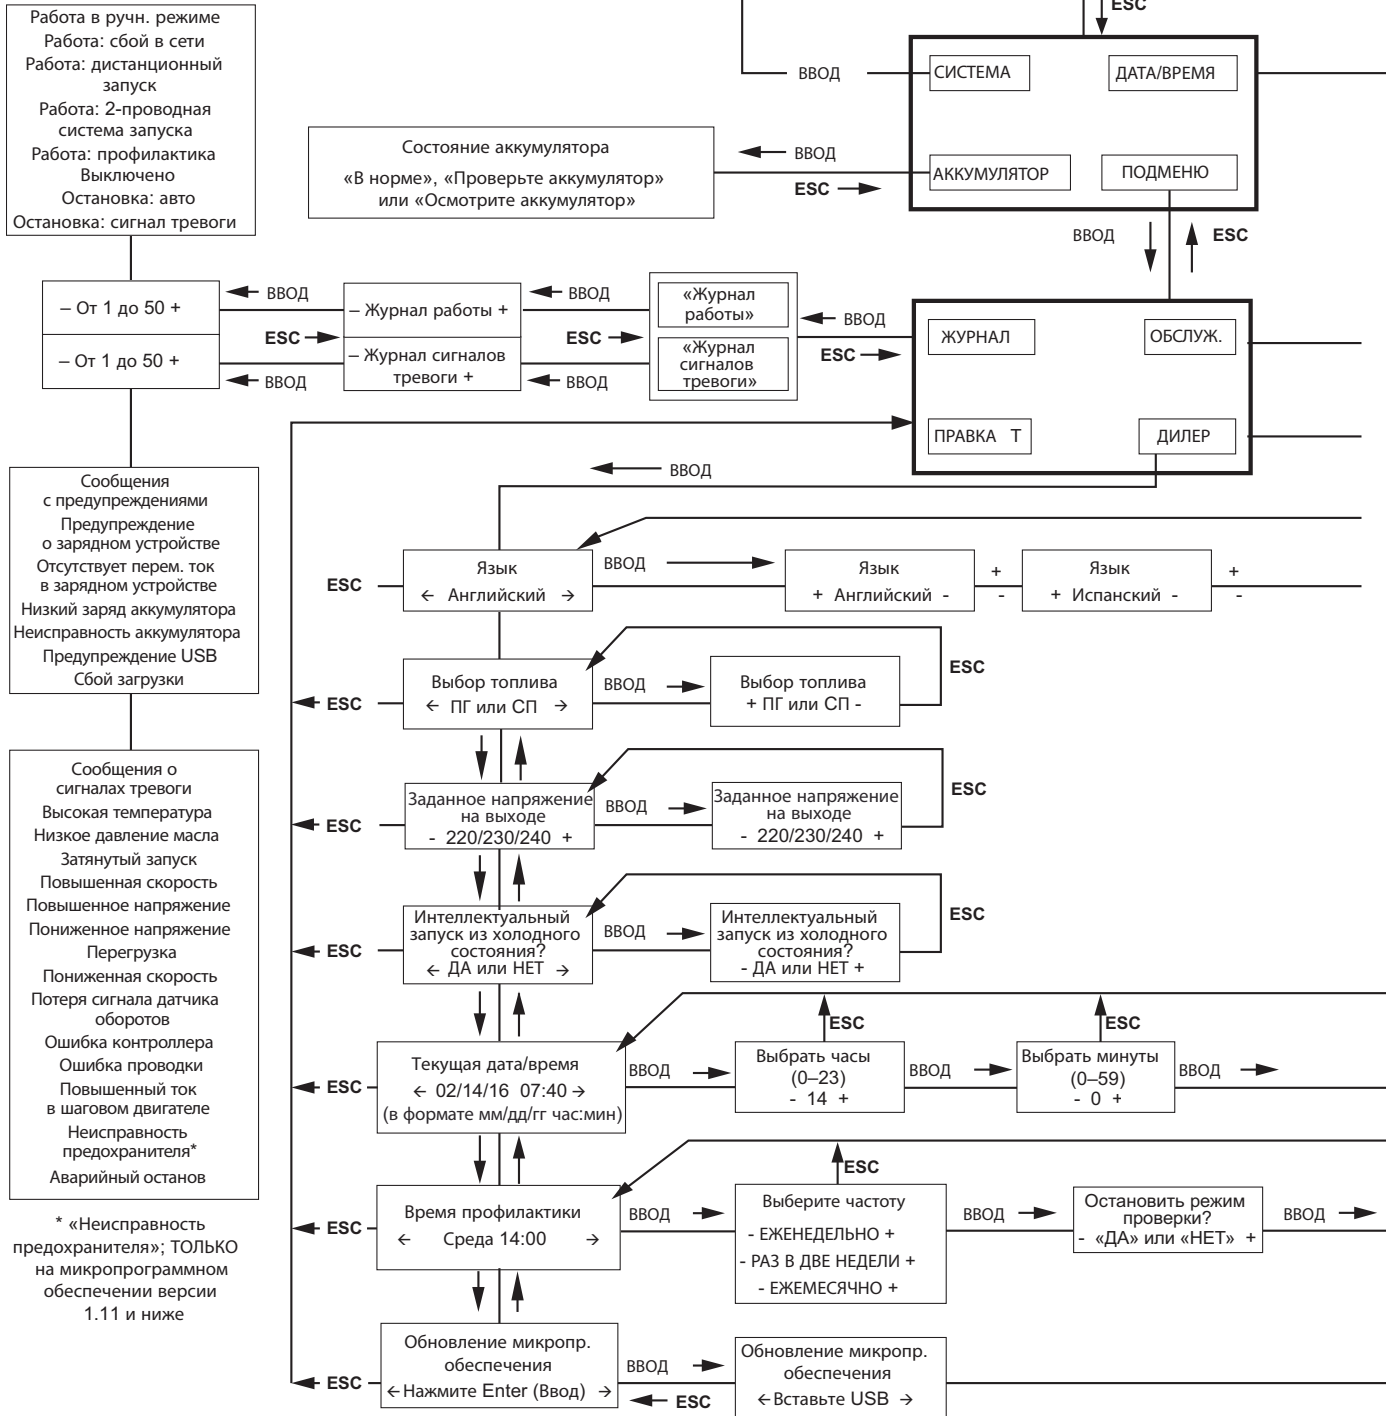 Работа в ручн. режиме
Работа: сбой в сети
Работа: дистанционный
запуск
Работа: 2-проводная
система запуска
Работа: профилактика
Выключено
Остановка: авто
Остановка: сигнал тревоги
ESC
ВВОД
СИСТЕМА
ДАТА/ВРЕМЯ
АККУМУЛЯТОР
ПОДМЕНЮ
Состояние аккумулятора
«В норме», «Проверьте аккумулятор»
или «Осмотрите аккумулятор»
ВВОД
ESC
ВВОД
ESC
– От 1 до 50 +
– От 1 до 50 +
ВВОД
ESC
ВВОД
– Журнал работы +
– Журнал сигналов
тревоги +
ВВОД
ESC
ВВОД
«Журнал
работы»
«Журнал
сигналов
тревоги»
ВВОД
ESC
ЖУРНАЛ
ОБСЛУЖ.
ПРАВКА Т
ДИЛЕР
ВВОД
Сообщения
с предупреждениями
Предупреждение
о зарядном устройстве
Отсутствует перем. ток
в зарядном устройстве
Низкий заряд аккумулятора
Неисправность аккумулятора
Предупреждение USB
Сбой загрузки
Сообщения о
сигналах тревоги
Высокая температура
Низкое давление масла
Затянутый запуск
Повышенная скорость
Повышенное напряжение
Пониженное напряжение
Перегрузка
Пониженная скорость
Потеря сигнала датчика
оборотов
Ошибка контроллера
Ошибка проводки
Повышенный ток
в шаговом двигателе
Неисправность
предохранителя*
Аварийный останов
* «Неисправность
предохранителя»; ТОЛЬКО
на микропрограммном
обеспечении версии
1.11 и ниже
ESC
Язык
← Английский →
ВВОД
Язык
+ Английский -
+
-
Язык
+ Испанский -
+
-
ESC
Выбор топлива
← ПГ или СП →
ВВОД
Выбор топлива
+ ПГ или СП -
ESC
ESC
Заданное напряжение
на выходе
- 220/230/240 +
ВВОД
Заданное напряжение
на выходе
- 220/230/240 +
ESC
ESC
Интеллектуальный
запуск из холодного
состояния?
← ДА или НЕТ →
ВВОД
Интеллектуальный
запуск из холодного
состояния?
- ДА или НЕТ +
ESC
ESC
Текущая дата/время
← 02/14/16 07:40 →
(в формате мм/дд/гг час:мин)
ВВОД
ESC
Выбрать часы
(0–23)
- 14 +
ВВОД
ESC
Выбрать минуты
(0–59)
- 0 +
ВВОД
ESC
Время профилактики
← Среда 14:00 →
ВВОД
ESC
Выберите частоту
- ЕЖЕНЕДЕЛЬНО +
- РАЗ В ДВЕ НЕДЕЛИ +
- ЕЖЕМЕСЯЧНО +
ВВОД
Остановить режим
проверки?
- «ДА» или «НЕТ» +
ВВОД
ESC
Обновление микропр.
обеспечения
← Нажмите Enter (Ввод) →
ВВОД
ESC
Обновление микропр.
обеспечения
← Вставьте USB →